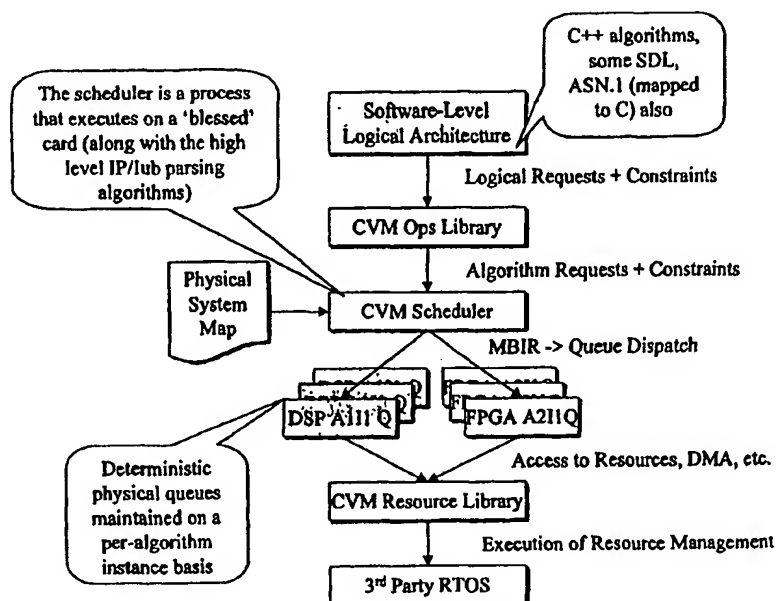 C++ algorithms,
some SDL,
ASN.1 (mapped
to C) also
The scheduler is a process
that executes on a 'blessed'
card (along with the high
level IP/Iub parsing
algorithms)
Software-Level
Logical Architecture
Logical Requests + Constraints
CVM Ops Library
Algorithm Requests + Constraints
Physical
System
Map
CVM Scheduler
MBIR -> Queue Dispatch
DSP A1I1 Q
FPGA A2I1Q
Access to Resources, DMA, etc.
Deterministic
physical queues
maintained on a
per-algorithm
instance basis
CVM Resource Library
Execution of Resource Management
3rd Party RTOS